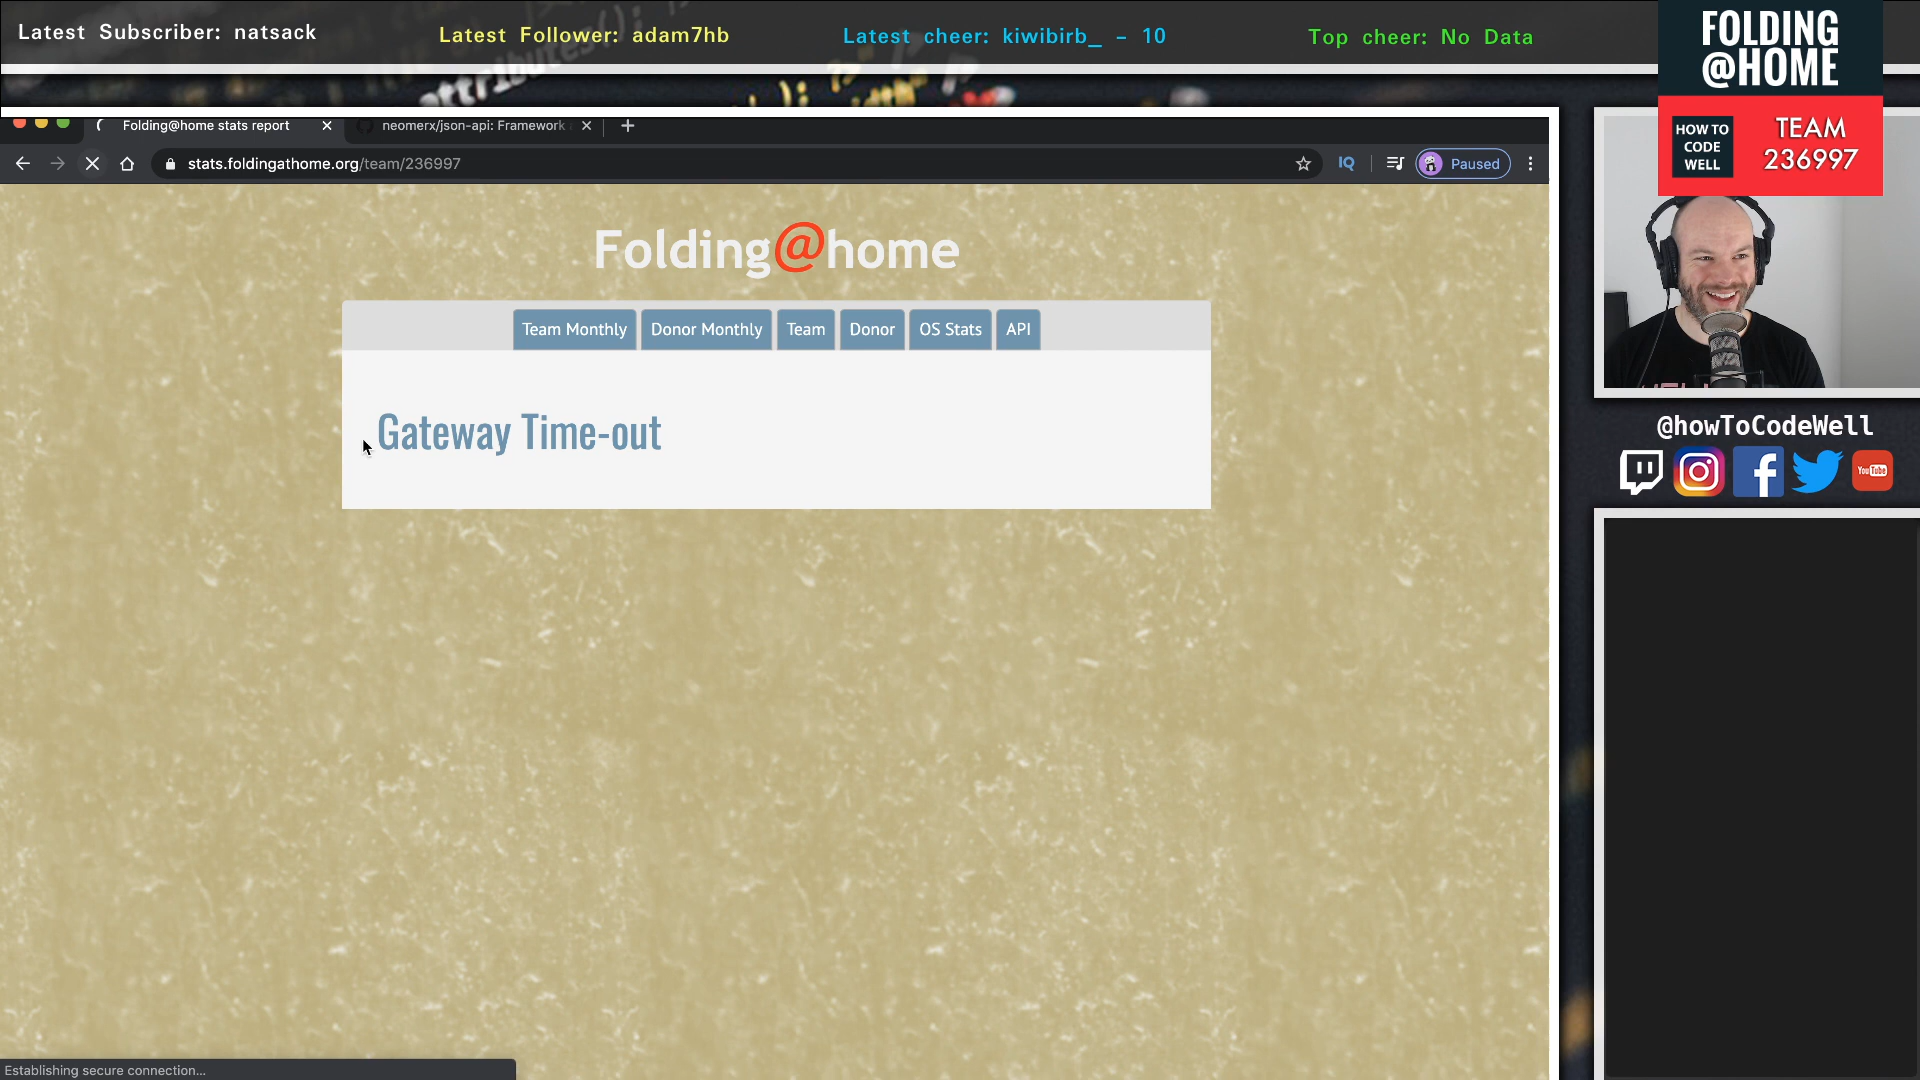 Latest Subscriber: natsack
Latest Follower: adam7hb
Latest cheer: kiwibirb_ - 10
Top cheer: No Data
FOLDING
@HOME
HOW TO
CODE
WELL
TEAM
236997
Folding@home stats report
neomerx/json-api: Framework
stats.foldingathome.org/team/236997
IQ
Paused
Folding@home
Team Monthly
Donor Monthly
Team
Donor
OS Stats
API
Gateway Time-out
@howToCodeWell
You Tube
Establishing secure connection...